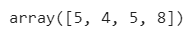 array([5, 4, 5, 8])